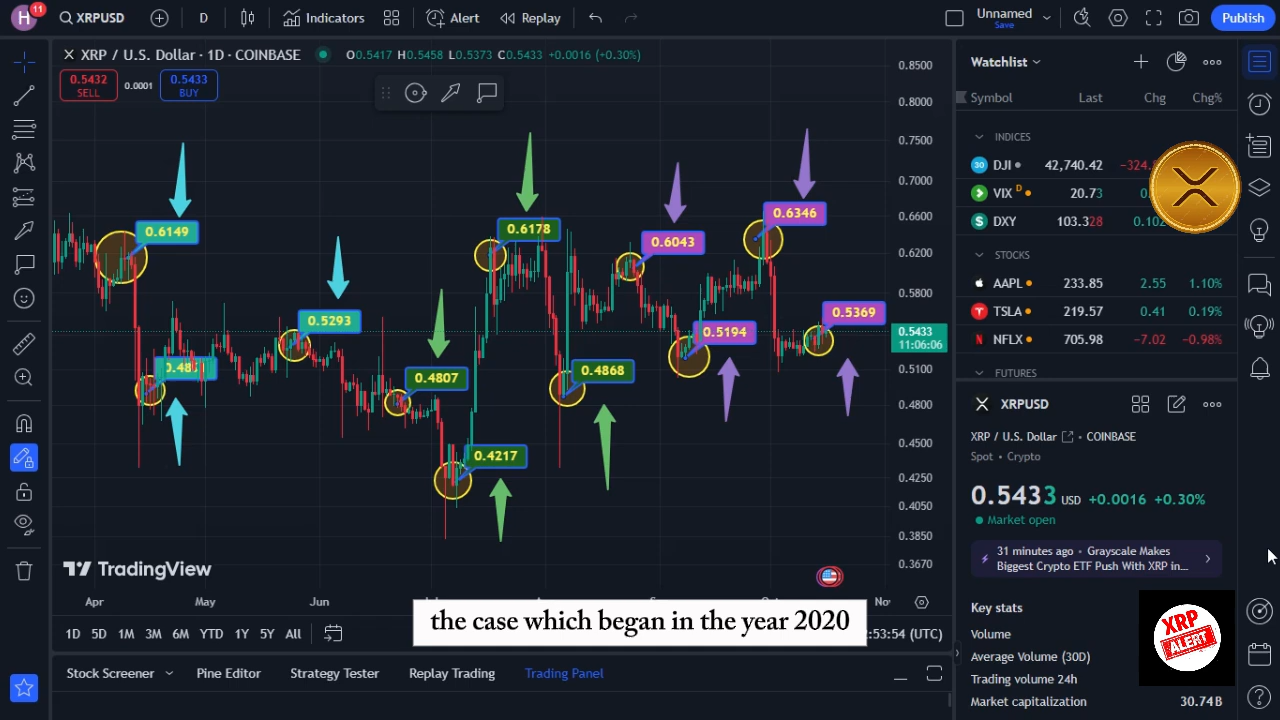 H 11 XRPUSD D Indicators Alert Replay Unnamed Save Publish
XRP / U.S. Dollar · 1D · COINBASE O0.5417 H0.5458 L0.5373 C0.5433 +0.0016 (+0.30%)
0.5432 SELL 0.0001 0.5433 BUY
0.6149
0.5293
0.4807
0.4217
0.6178
0.4868
0.6043
0.5194
0.6346
0.5369
0.8500
0.8000
0.7500
0.7000
0.6600
0.6200
0.5800
0.5433
11:06:06
0.5100
0.4800
0.4500
0.4250
0.4050
0.3850
0.3670
TradingView
Apr May Jun
1D 5D 1M 3M 6M YTD 1Y 5Y All
the case which began in the year 2020
(UTC)
Stock Screener Pine Editor Strategy Tester Replay Trading Trading Panel
Watchlist
Symbol Last Chg Chg%
INDICES
30 DJI 42,740.42
VIX D 20.73
$ DXY 103.328 0.102
STOCKS
AAPL 233.85 2.55 1.10%
TSLA 219.57 0.41 0.19%
NFLX 705.98 −7.02 −0.98%
FUTURES
XRPUSD
XRP / U.S. Dollar COINBASE
Spot • Crypto
0.5433 USD +0.0016 +0.30%
Market open
31 minutes ago • Grayscale Makes
Biggest Crypto ETF Push With XRP in...
Key stats
Volume
Average Volume (30D)
Trading volume 24h
Market capitalization 30.74B
XRP
ALERT